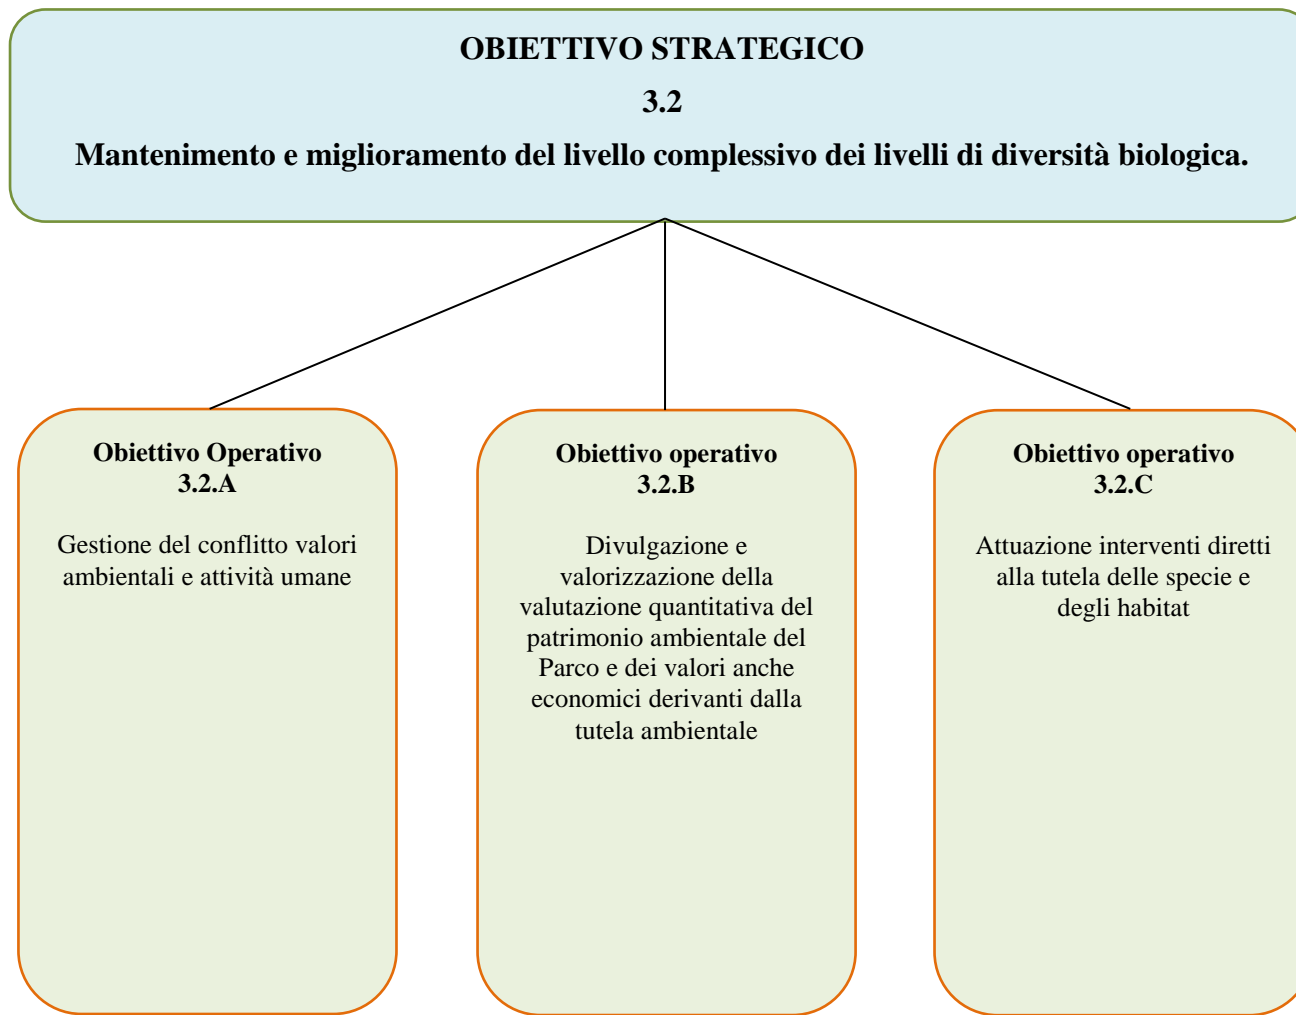 OBIETTIVO STRATEGICO
3.2
Mantenimento e miglioramento del livello complessivo dei livelli di diversità biologica.
Obiettivo Operativo
3.2.A
Gestione del conflitto valori
ambientali e attività umane
Obiettivo operativo
3.2.B
Divulgazione e
valorizzazione della
valutazione quantitativa del
patrimonio ambientale del
Parco e dei valori anche
economici derivanti dalla
tutela ambientale
Obiettivo operativo
3.2.C
Attuazione interventi diretti
alla tutela delle specie e
degli habitat